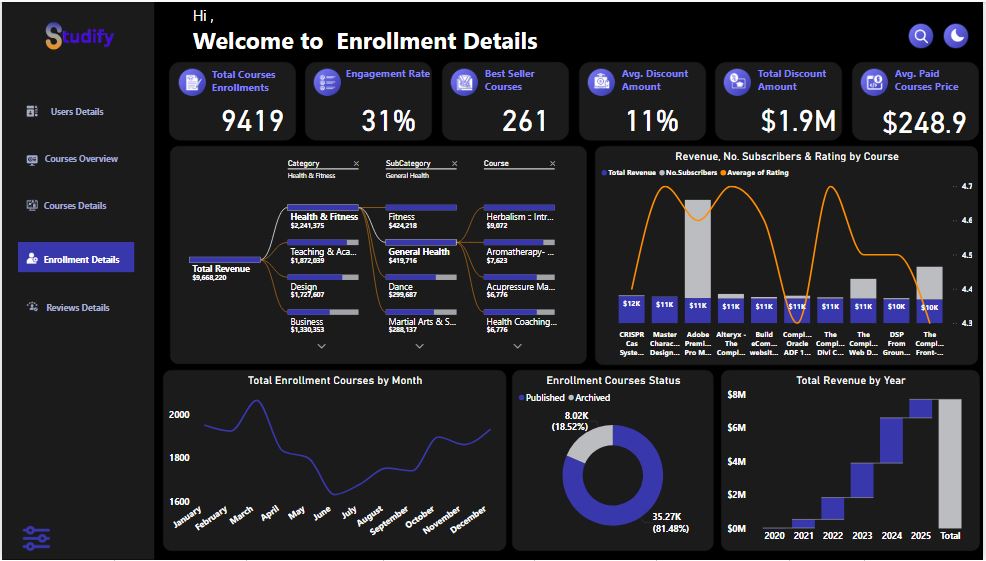 Studify
Hi ,
Welcome to Enrollment Details
Users Details
Courses Overview
Courses Details
Enrollment Details
Reviews Details
Total Courses
Enrollments
9419
Engagement Rate
31%
Best Seller
Courses
261
Avg. Discount
Amount
11%
Total Discount
Amount
$1.9M
Avg. Paid
Courses Price
$248.9
Category
Health & Fitness
SubCategory
General Health
Course
Total Revenue
$9,668,220
Health & Fitness
$2,241,375
Teaching & Aca...
$1,872,039
Design
$1,727,607
Business
$1,330,353
Fitness
$424,218
General Health
$419,716
Dance
$299,687
Martial Arts & S...
$288,137
Herbalism :: Intr...
$9,072
Aromatherapy- ...
$7,623
Acupressure Ma...
$6,776
Health Coaching...
$6,776
Revenue, No. Subscribers & Rating by Course
Total Revenue No.Subscribers Average of Rating
4.7
4.6
4.5
4.4
4.3
$12K $11K $11K $11K $11K $11K $11K $11K $11K $10K
CRISPR Cas Syste...
Master Charac... Design...
Adobe Premi... Pro M...
Alteryx - The Compl...
Build eCom... websit...
Compl... Oracle ADF 1...
The Compl... Divi C...
The Compl... Web D...
DSP From Groun...
The Compl... Front-...
Total Enrollment Courses by Month
2000
1800
1600
January February March April May June July August September October November December
Enrollment Courses Status
Published Archived
8.02K
(18.52%)
35.27K
(81.48%)
Total Revenue by Year
$8M
$6M
$4M
$2M
$0M
2020 2021 2022 2023 2024 2025 Total